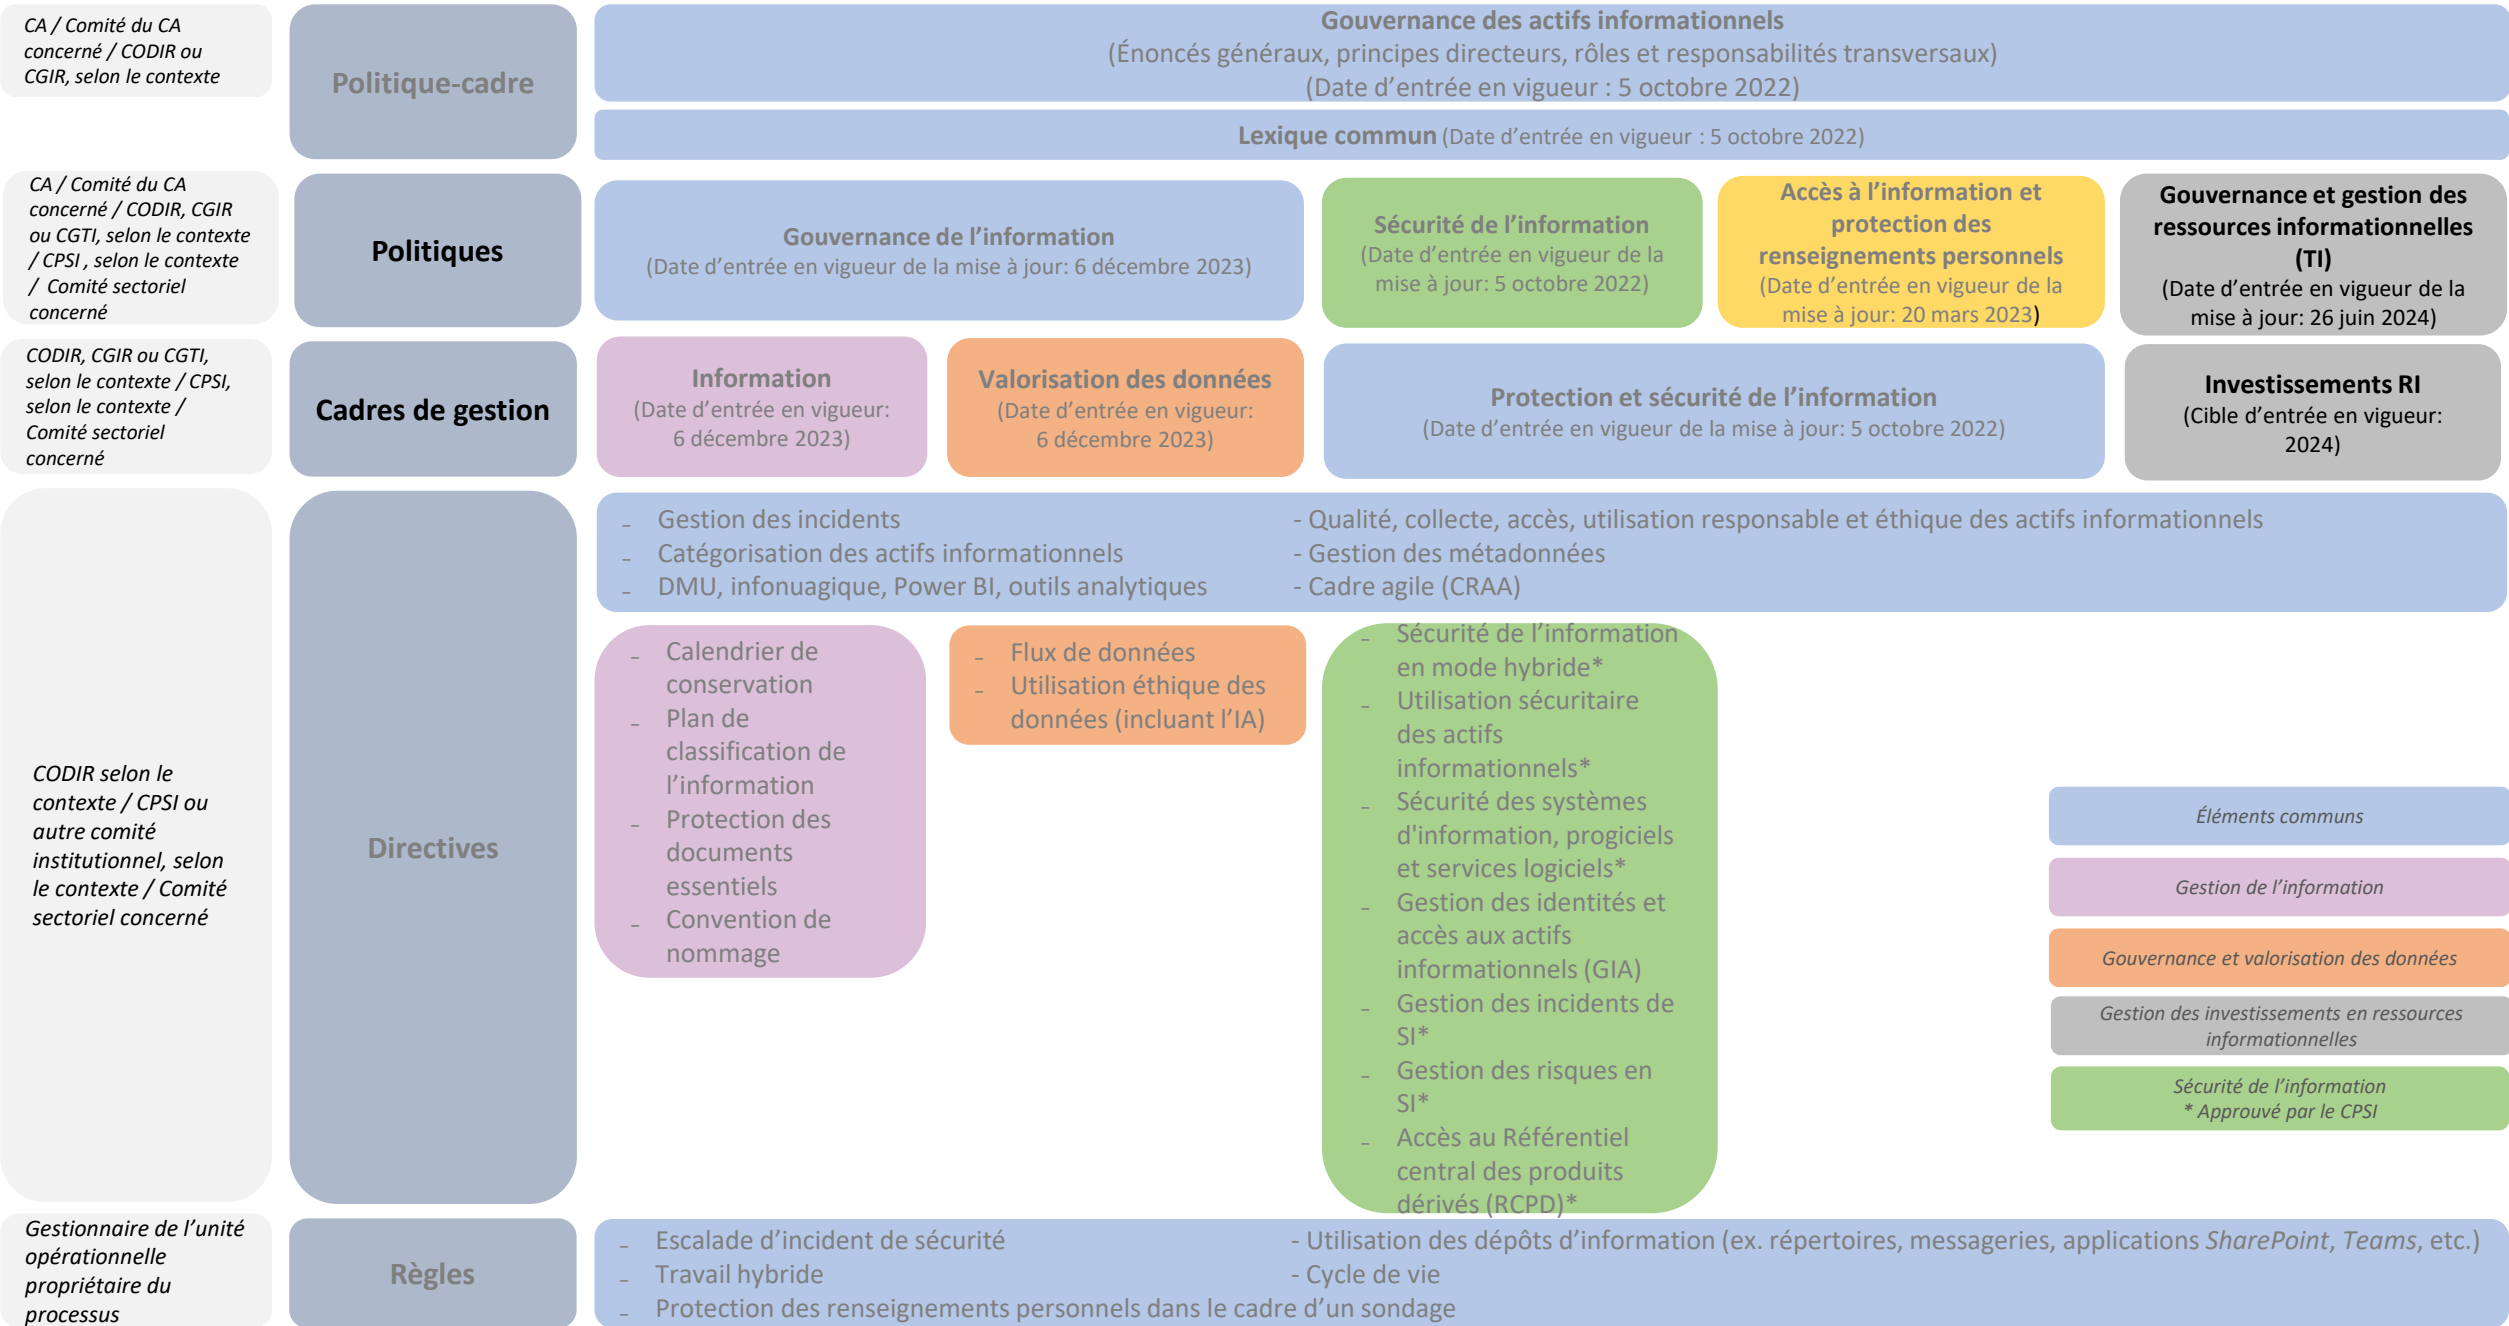 CA / Comité du CA
concerné / CODIR ou
CGIR, selon le contexte
Politique-cadre
Gouvernance des actifs informationnels
(Énoncés généraux, principes directeurs, rôles et responsabilités transversaux)
(Date d’entrée en vigueur : 5 octobre 2022)
Lexique commun (Date d’entrée en vigueur : 5 octobre 2022)
CA / Comité du CA
concerné / CODIR, CGIR
ou CGTI, selon le contexte
/ CPSI , selon le contexte
/ Comité sectoriel
concerné
Politiques
Gouvernance de l’information
(Date d’entrée en vigueur de la mise à jour: 6 décembre 2023)
Sécurité de l’information
(Date d’entrée en vigueur de la
mise à jour: 5 octobre 2022)
Accès à l’information et
protection des
renseignements personnels
(Date d’entrée en vigueur de la
mise à jour: 20 mars 2023)
Gouvernance et gestion des
ressources informationnelles
(TI)
(Date d’entrée en vigueur de la
mise à jour: 26 juin 2024)
CODIR, CGIR ou CGTI,
selon le contexte / CPSI,
selon le contexte /
Comité sectoriel
concerné
Cadres de gestion
Information
(Date d’entrée en vigueur:
6 décembre 2023)
Valorisation des données
(Date d’entrée en vigueur:
6 décembre 2023)
Protection et sécurité de l’information
(Date d’entrée en vigueur de la mise à jour: 5 octobre 2022)
Investissements RI
(Cible d’entrée en vigueur:
2024)
CODIR selon le
contexte / CPSI ou
autre comité
institutionnel, selon
le contexte / Comité
sectoriel concerné
Directives
- Gestion des incidents
- Catégorisation des actifs informationnels
- DMU, infonuagique, Power BI, outils analytiques
- Qualité, collecte, accès, utilisation responsable et éthique des actifs informationnels
- Gestion des métadonnées
- Cadre agile (CRAA)
- Calendrier de
conservation
- Plan de
classification de
l’information
- Protection des
documents
essentiels
- Convention de
nommage
- Flux de données
- Utilisation éthique des
données (incluant l’IA)
- Sécurité de l’information
en mode hybride*
- Utilisation sécuritaire
des actifs
informationnels*
- Sécurité des systèmes
d'information, progiciels
et services logiciels*
- Gestion des identités et
accès aux actifs
informationnels (GIA)
- Gestion des incidents de
SI*
- Gestion des risques en
SI*
- Accès au Référentiel
central des produits
dérivés (RCPD)*
Éléments communs
Gestion de l’information
Gouvernance et valorisation des données
Gestion des investissements en ressources
informationnelles
Sécurité de l’information
* Approuvé par le CPSI
Gestionnaire de l’unité
opérationnelle
propriétaire du
processus
Règles
- Escalade d’incident de sécurité
- Travail hybride
- Protection des renseignements personnels dans le cadre d’un sondage
- Utilisation des dépôts d’information (ex. répertoires, messageries, applications SharePoint, Teams, etc.)
- Cycle de vie